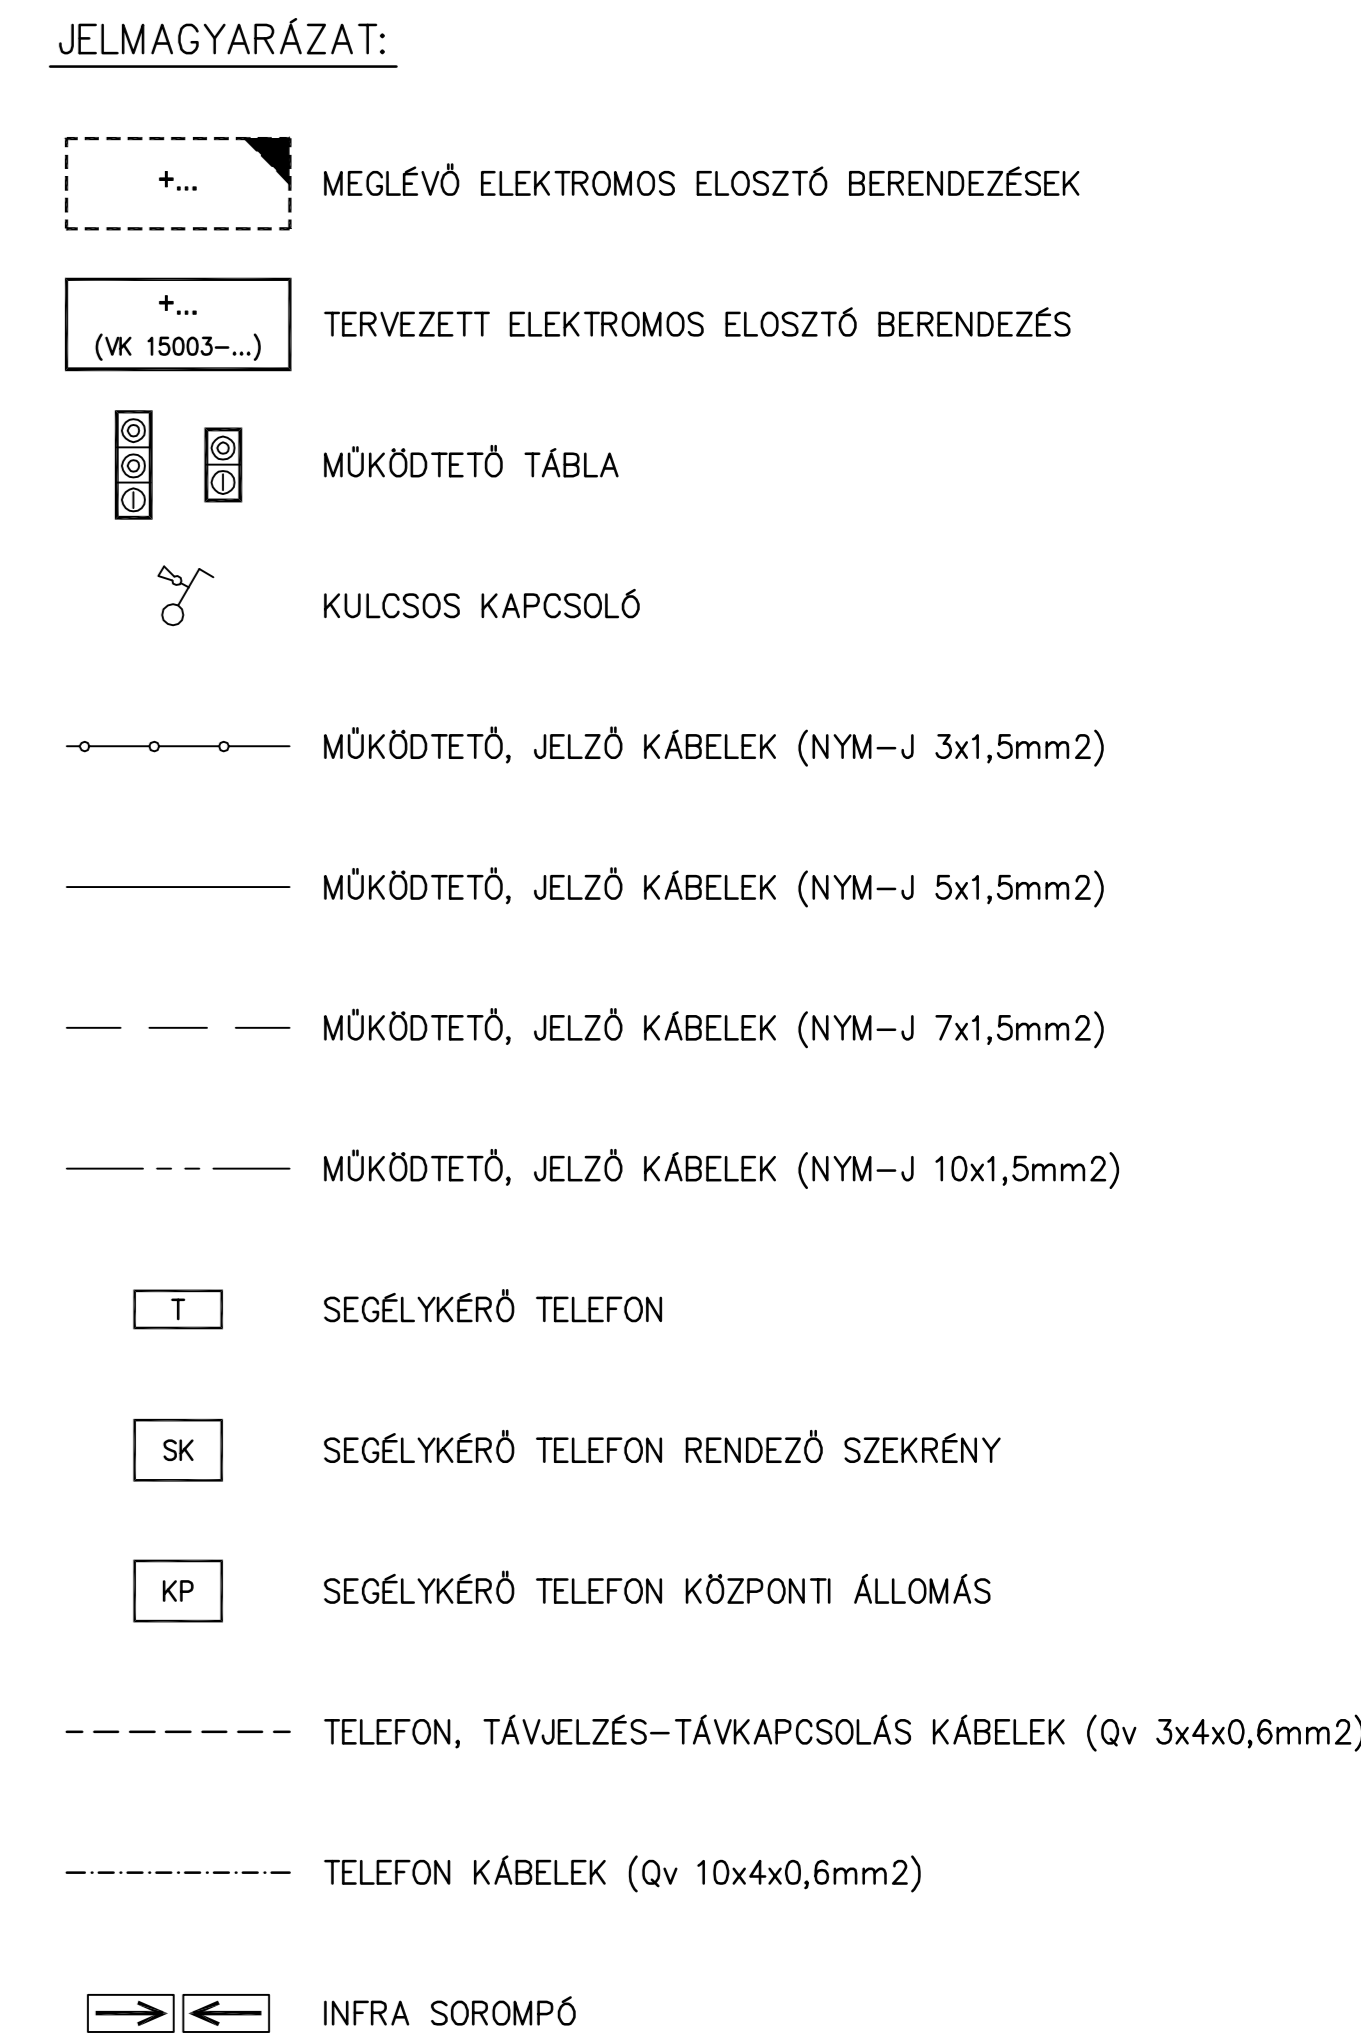 JELMAGYARÁZAT:
+...
MEGLÉVŐ ELEKTROMOS ELOSZTÓ BERENDEZÉSEK
+...
(VK 15003-...)
TERVEZETT ELEKTROMOS ELOSZTÓ BERENDEZÉS
MŰKÖDTETŐ TÁBLA
KULCSOS KAPCSOLÓ
MŰKÖDTETŐ, JELZŐ KÁBELEK (NYM-J 3x1,5mm2)
MŰKÖDTETŐ, JELZŐ KÁBELEK (NYM-J 5x1,5mm2)
MŰKÖDTETŐ, JELZŐ KÁBELEK (NYM-J 7x1,5mm2)
MŰKÖDTETŐ, JELZŐ KÁBELEK (NYM-J 10x1,5mm2)
T SEGÉLYKÉRŐ TELEFON
SK SEGÉLYKÉRŐ TELEFON RENDEZŐ SZEKRÉNY
KP SEGÉLYKÉRŐ TELEFON KÖZPONTI ÁLLOMÁS
TELEFON, TÁVJELZÉS-TÁVKAPCSOLÁS KÁBELEK (Qv 3x4x0,6mm2)
TELEFON KÁBELEK (Qv 10x4x0,6mm2)
INFRA SOROMPÓ